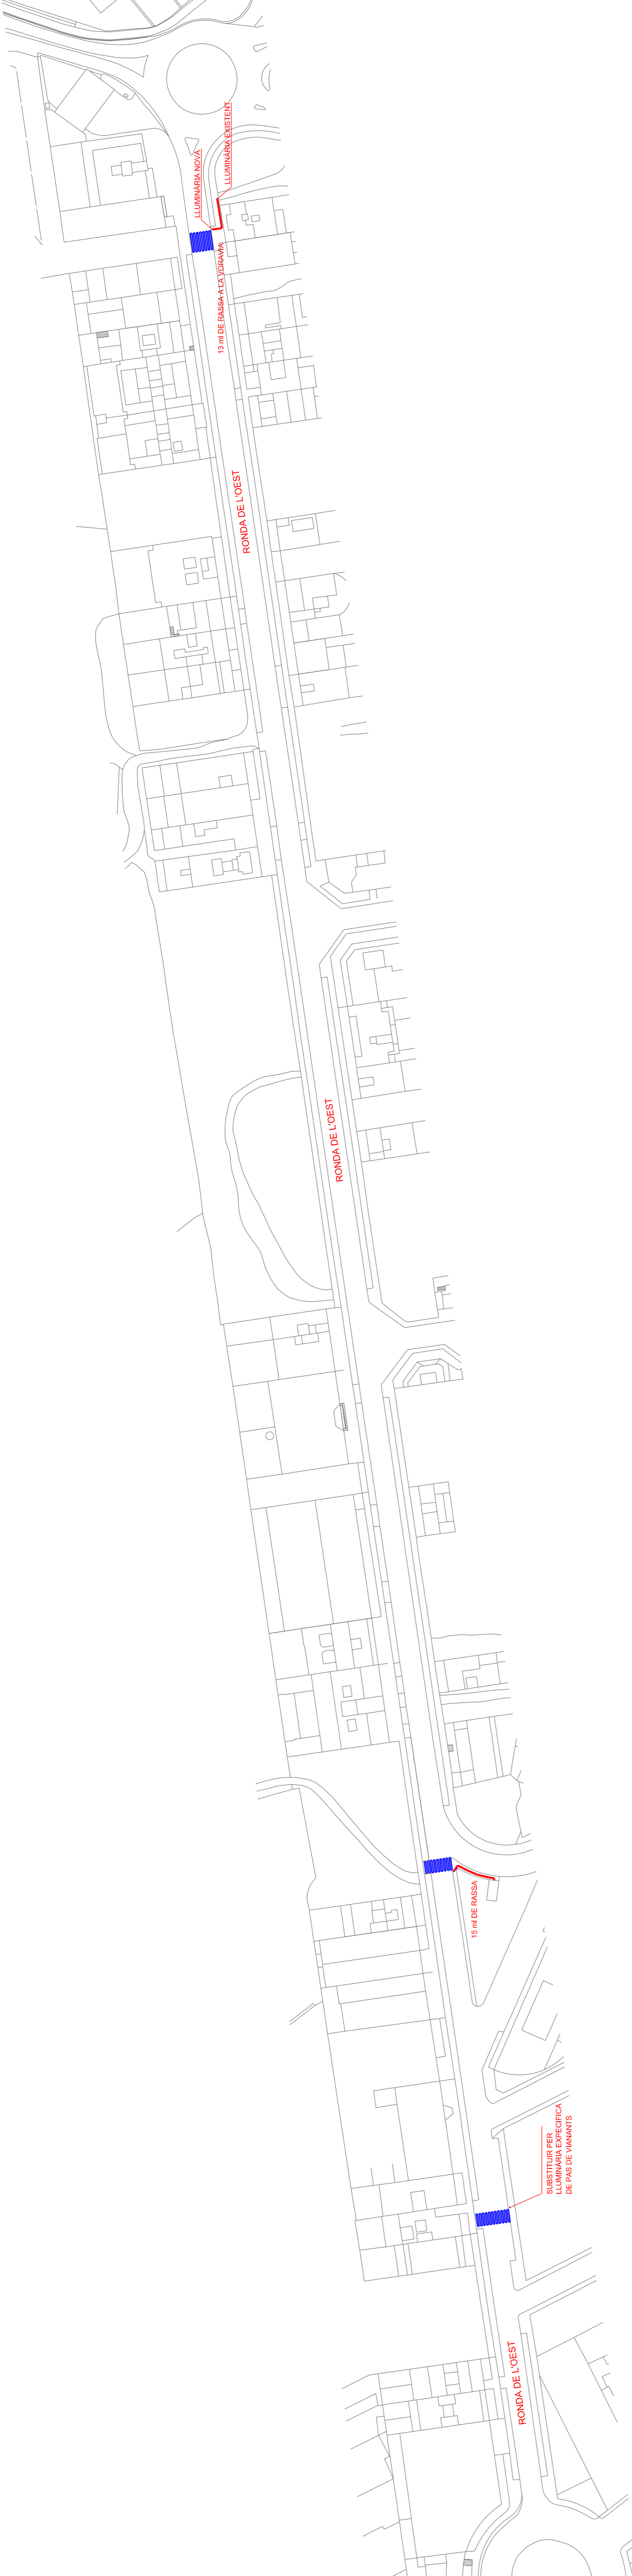 LLUMINÀRIA NOVA
LLUMINÀRIA EXISTENT
13 ml DE RASSA A LA VORAVIA
RONDA DE L'OEST
RONDA DE L'OEST
15 ml DE RASSA
SUBSTITUIR PER
LLUMINÀRIA EXPECIFICA
DE PAS DE VIANANTS
RONDA DE L'OEST